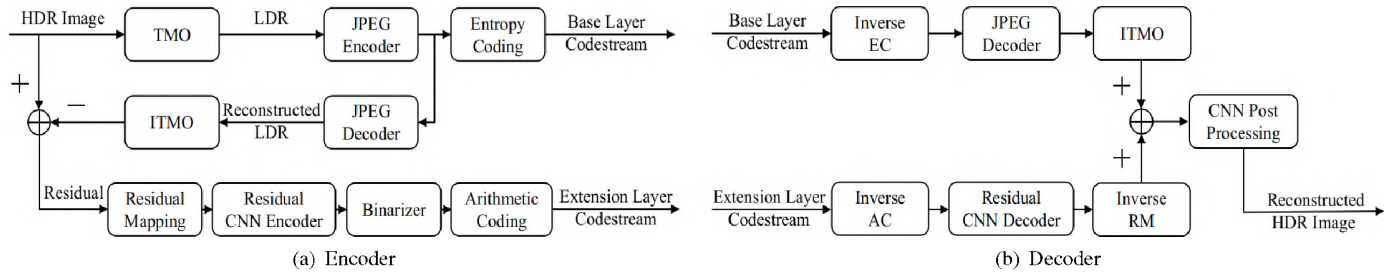 HDR Image
TMO
LDR
JPEG
Encoder
Entropy
Coding
Base Layer
Codestream
+
−
ITMO
Reconstructed
LDR
JPEG
Decoder
Residual
Residual
Mapping
Residual
CNN Encoder
Binarizer
Arithmetic
Coding
Extension Layer
Codestream
(a) Encoder
Base Layer
Codestream
Inverse
EC
JPEG
Decoder
ITMO
+
CNN Post
Processing
+
Extension Layer
Codestream
Inverse
AC
Residual
CNN Decoder
Inverse
RM
Reconstructed
HDR Image
(b) Decoder